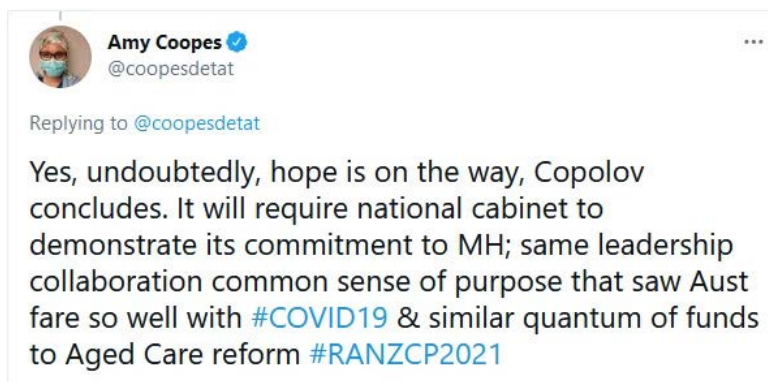 Amy Coopes
@coopesdetat
Replying to @coopesdetat
Yes, undoubtedly, hope is on the way, Copolov
concludes. It will require national cabinet to
demonstrate its commitment to MH; same leadership
collaboration common sense of purpose that saw Aust
fare so well with #COVID19 & similar quantum of funds
to Aged Care reform #RANZCP2021